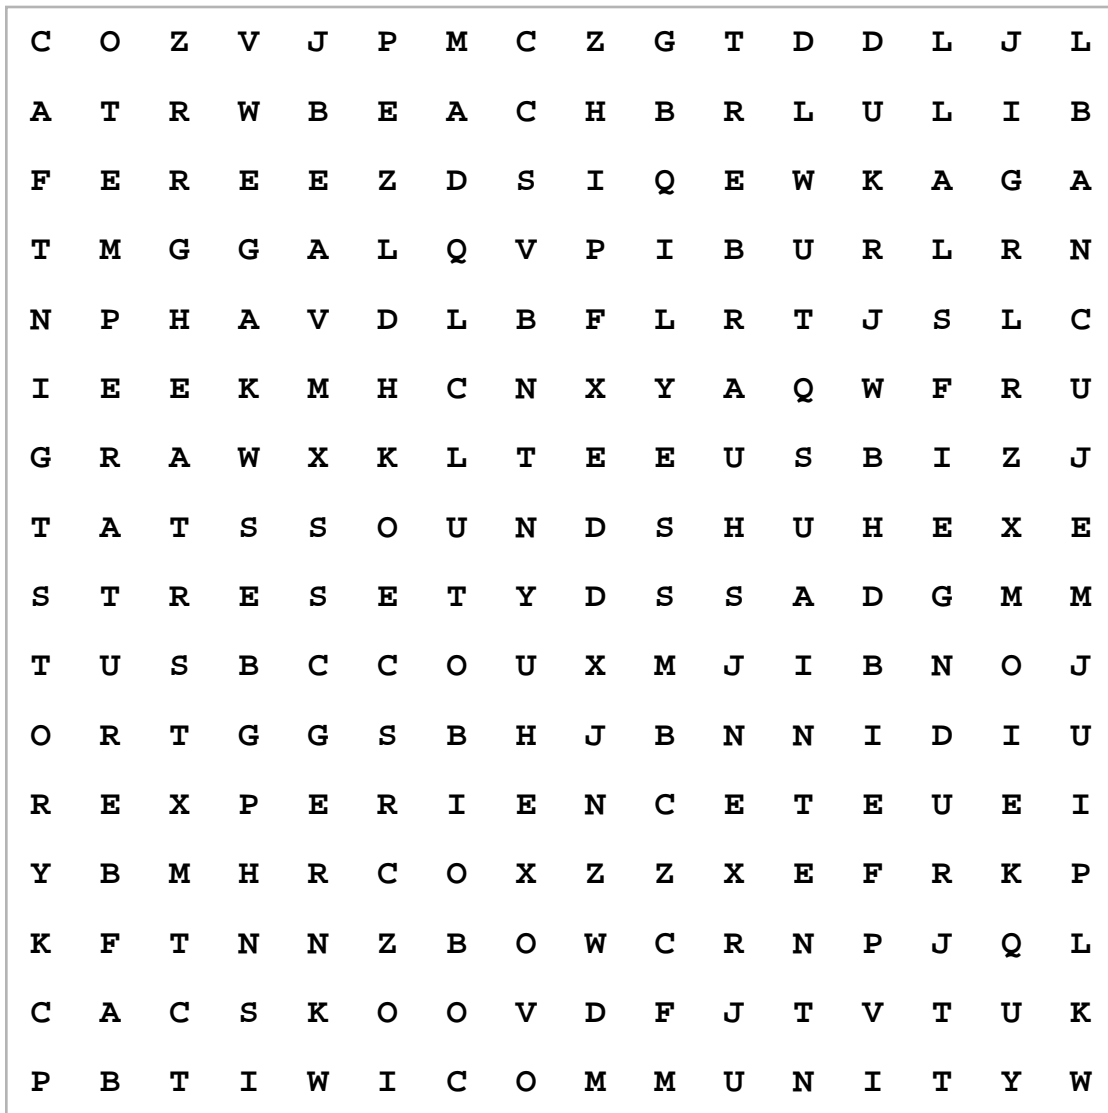 C O Z V J P M C Z G T D D L J L
A T R W B E A C H B R L U L I B
F E R E E Z D S I Q E W K A G A
T M G G A L Q V P I B U R L R N
N P H A V D L B F L R T J S L C
I E E K M H C N X Y A Q W F R U
G R A W X K L T E E U S B I Z J
T A T S S O U N D S H U H E X E
S T R E S E T Y D S S A D G M M
T U S B C C O U X M J I B N O J
O R T G G S B H J B N N I D I U
R E X P E R I E N C E T E U E I
Y B M H R C O X Z Z X E F R K P
K F T N N Z B O W C R N P J Q L
C A C S K O O V D F J T V T U K
P B T I W I C O M M U N I T Y W